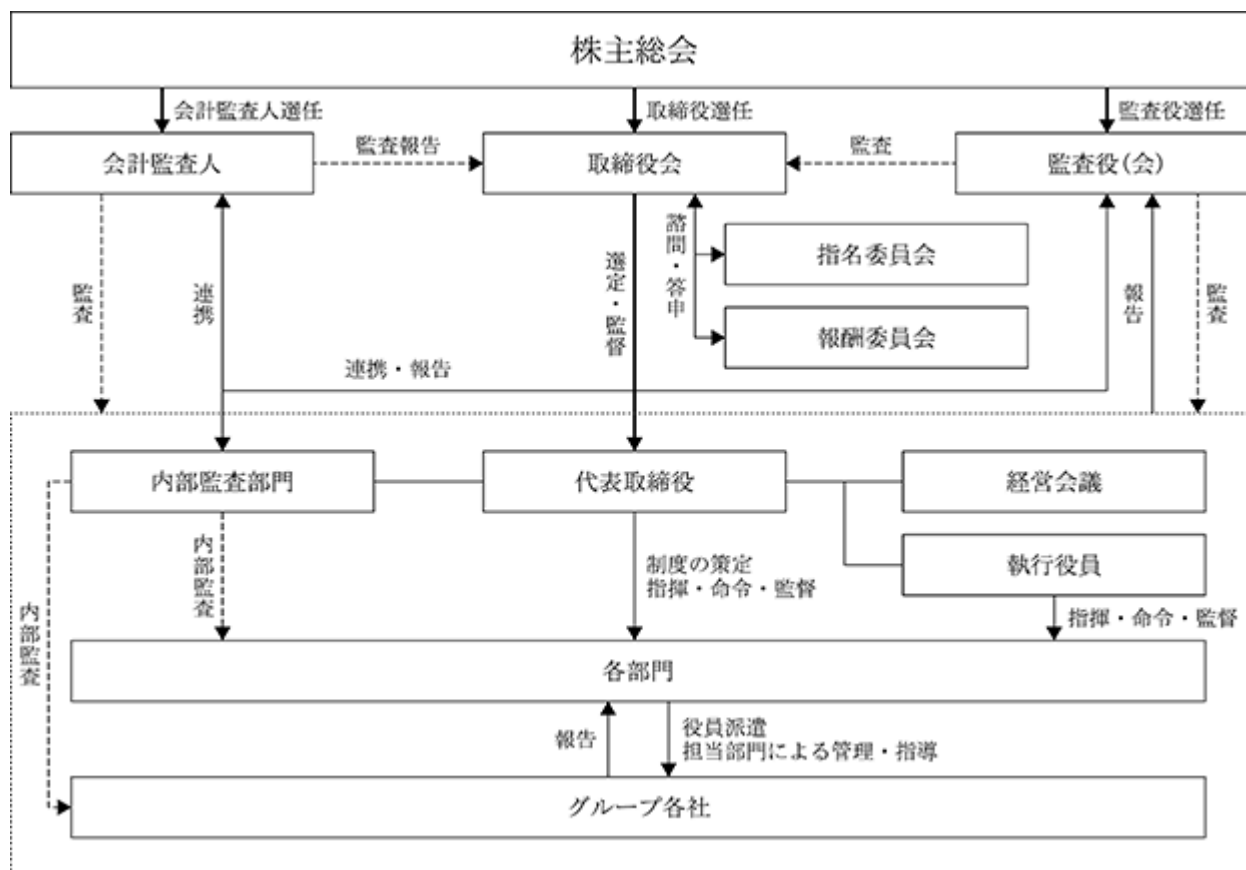 株主総会
会計監査人選任
取締役選任
監査役選任
会計監査人
監査報告
取締役会
監査
監査役(会)
監査
連携
選定・監督
諮問・答申
指名委員会
報酬委員会
報告
監査
連携・報告
内部監査部門
代表取締役
経営会議
執行役員
内部監査
内部監査
制度の策定
指揮・命令・監督
指揮・命令・監督
各部門
報告
役員派遣
担当部門による管理・指導
グループ各社